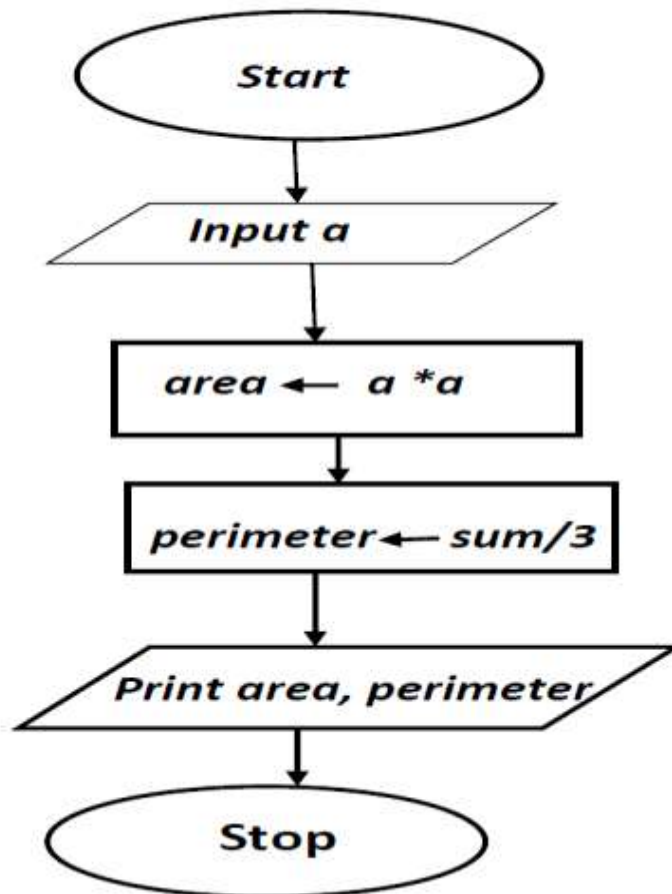 Start
Input a
area ← a *a
perimeter ← sum/3
Print area, perimeter
Stop